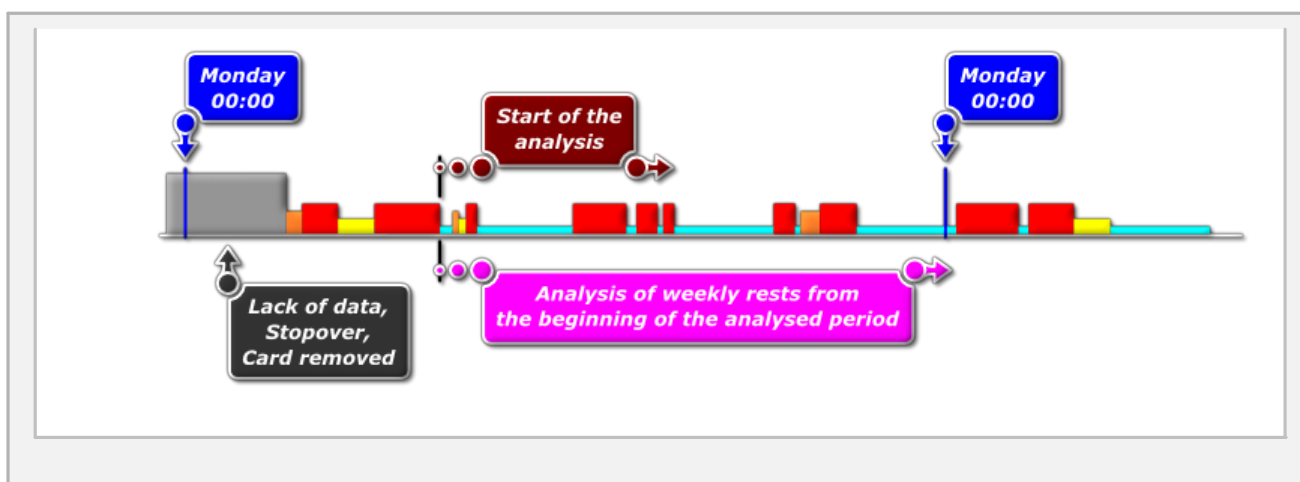 Monday
00:00
Monday
00:00
Start of the
analysis
Lack of data,
Stopover,
Card removed
Analysis of weekly rests from
the beginning of the analysed period